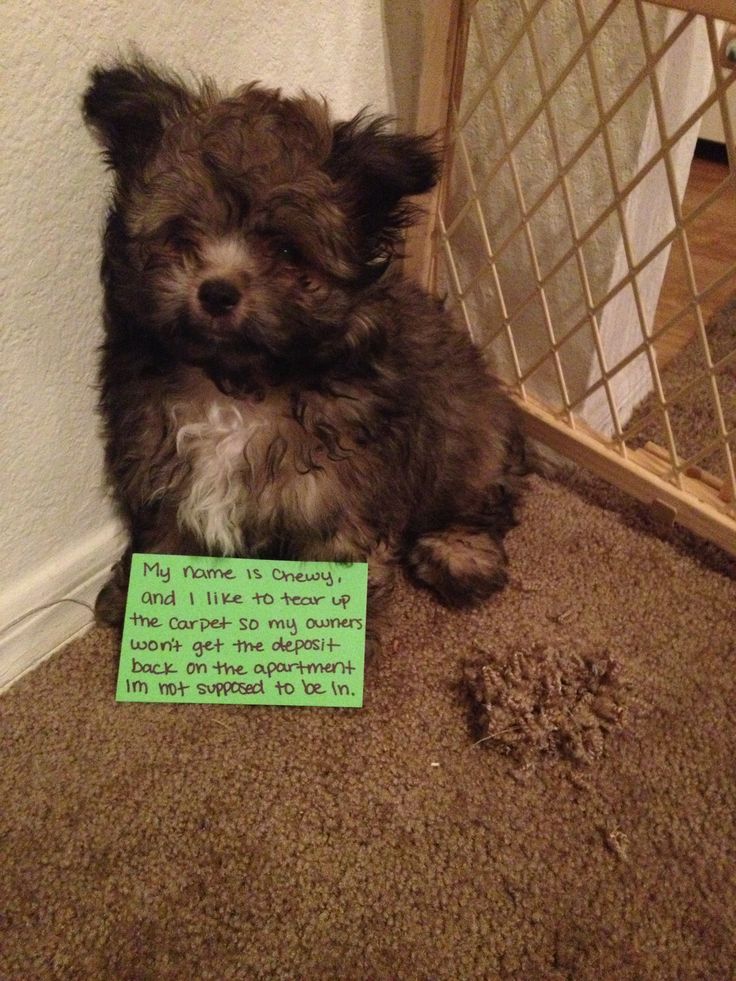 My name is Chewy,
and I like to tear up
the carpet so my owners
won't get the deposit
back on the apartment
Im not supposed to be in.